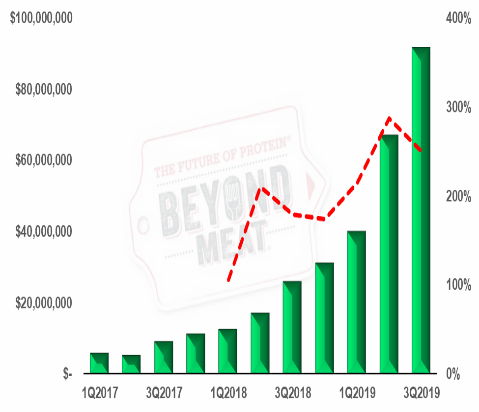 $100,000,000
$80,000,000
$60,000,000
$40,000,000
$20,000,000
$-
400%
300%
200%
100%
0%
THE FUTURE OF PROTEIN
BEYOND
MEAT
1Q2017
3Q2017
1Q2018
3Q2018
1Q2019
3Q2019